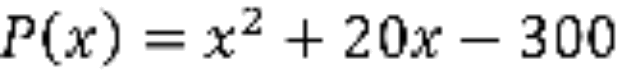 P(x) = x² + 20x − 300